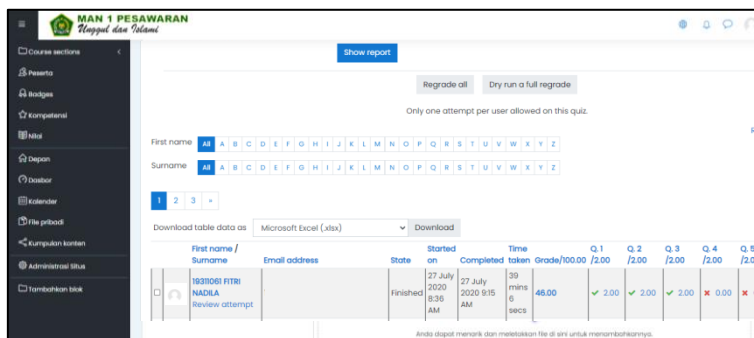 MAN 1 PESAWARAN
Unggul dan Islami
Course sections
Peserta
Badges
Kompetensi
Nilai
Depan
Dasbor
Kalender
File pribadi
Kumpulan konten
Administrasi Situs
Tambahkan blok
Show report
Regrade all Dry run a full regrade
Only one attempt per user allowed on this quiz.
First name All A B C D E F G H I J K L M N O P Q R S T U V W X Y Z
Surname All A B C D E F G H I J K L M N O P Q R S T U V W X Y Z
1 2 3 »
Download table data as Microsoft Excel (.xlsx) Download
First name / Surname
Email address
State
Started on
Completed
Time taken
Grade/100.00
Q. 1 /2.00
Q. 2 /2.00
Q. 3 /2.00
Q. 4 /2.00
Q. 5
19311061 FITRI NADILA
Review attempt
Finished
27 July 2020 8:36 AM
27 July 2020 9:15 AM
39 mins 6 secs
46.00
2.00
2.00
2.00
0.00
Anda dapat menarik dan meletakkan file di sini untuk menambahkannya.